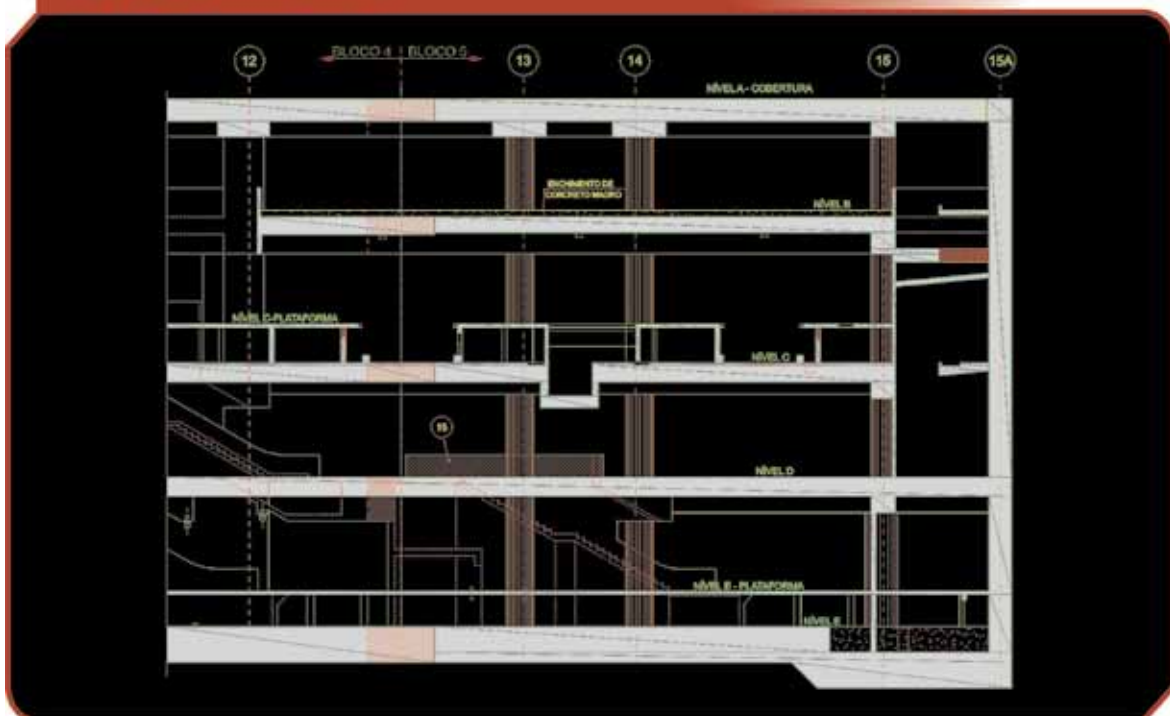 BLOCO 4
BLOCO 5
12
13
14
15
15A
NÍVEL A - COBERTURA
ENCHIMENTO DE
CONCRETO MAGRO
NÍVEL B
NÍVEL C-PLATAFORMA
NÍVEL C
15
NÍVEL D
NÍVEL E - PLATAFORMA
NÍVEL E